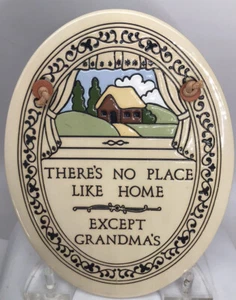 THERE'S NO PLACE
LIKE HOME
EXCEPT
GRANDMA'S